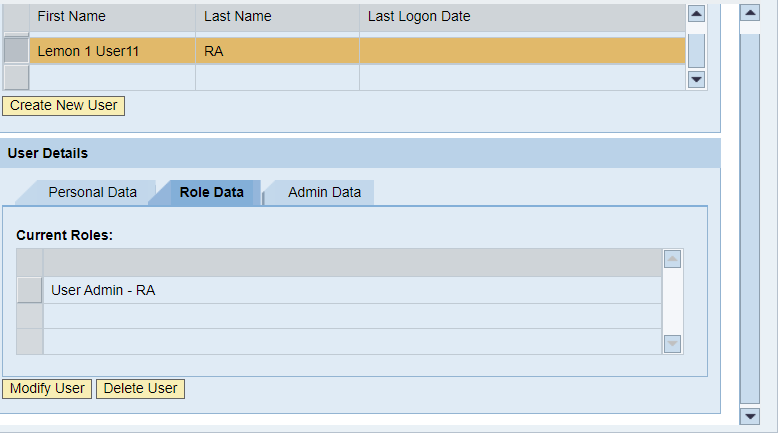 First Name Last Name Last Logon Date
Lemon 1 User11 RA
Create New User
User Details
Personal Data Role Data Admin Data
Current Roles:
User Admin - RA
Modify User Delete User